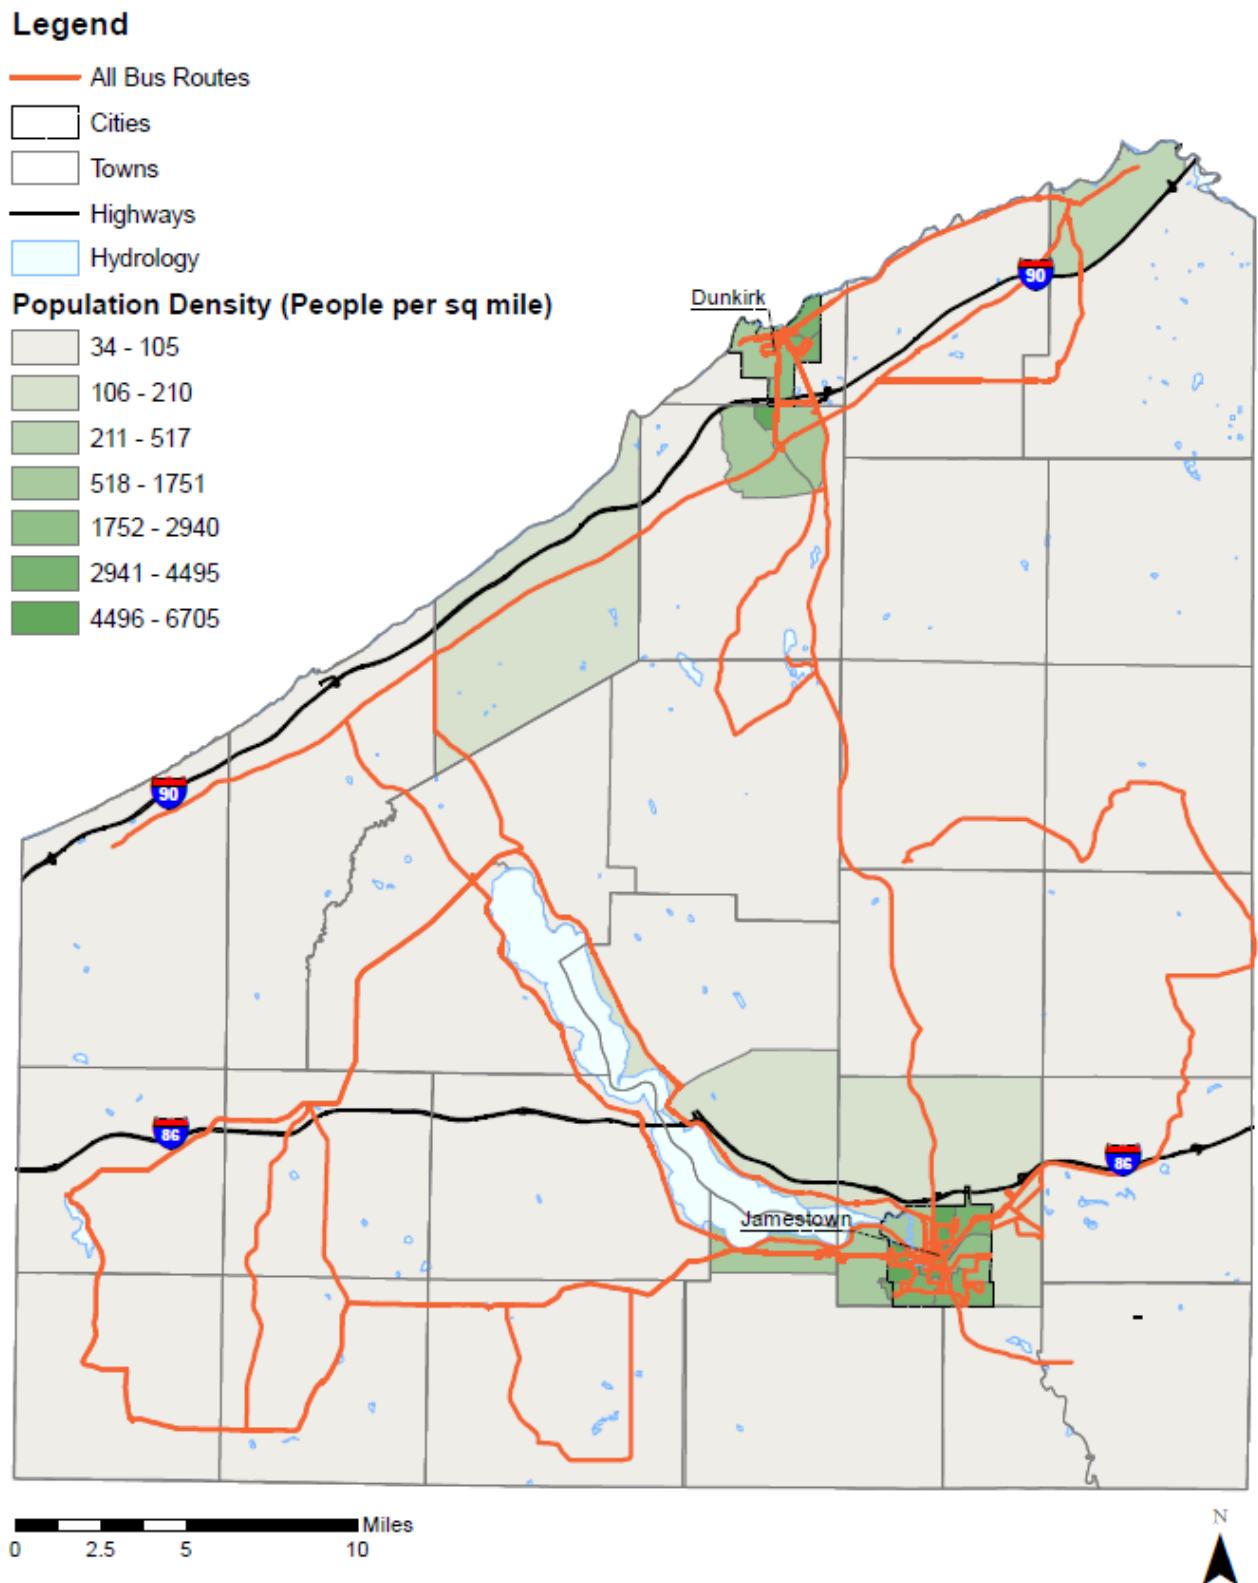 Legend
All Bus Routes
Cities
Towns
Highways
Hydrology
Population Density (People per sq mile)
34 - 105
106 - 210
211 - 517
518 - 1751
1752 - 2940
2941 - 4495
4496 - 6705
Dunkirk
90
90
86
86
Jamestown
Miles
0 2.5 5 10
N